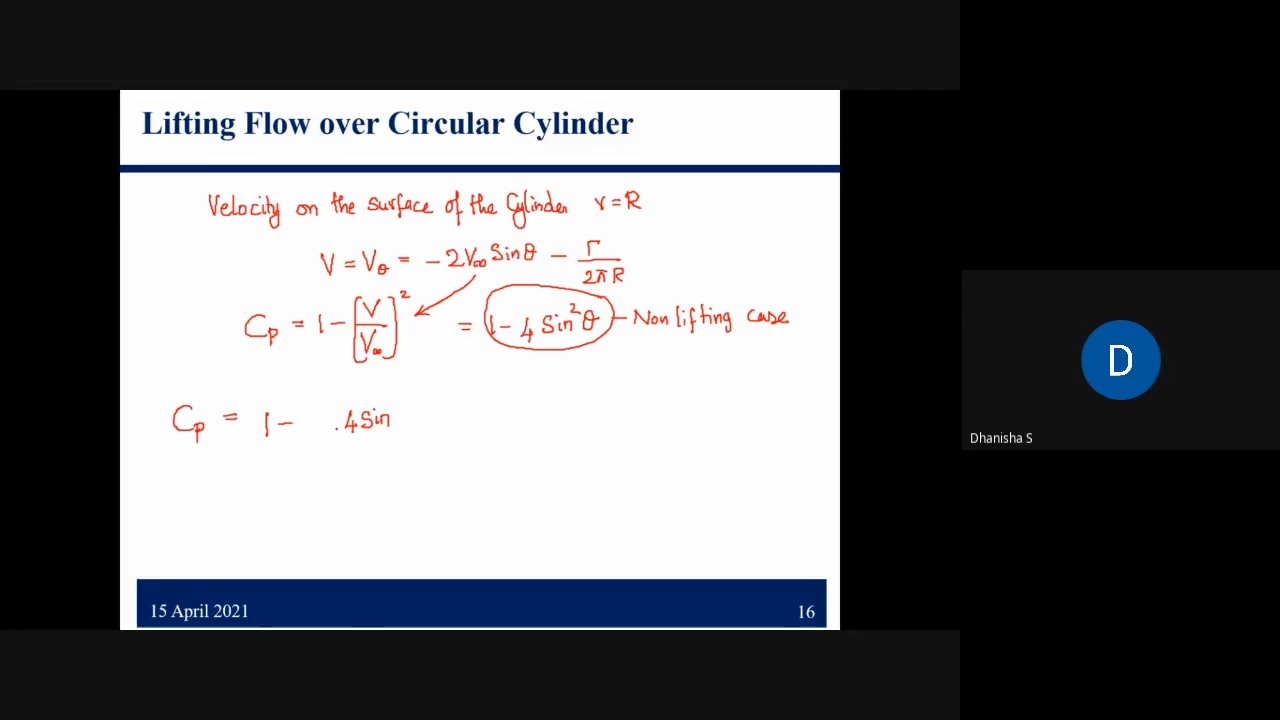 Lifting Flow over Circular Cylinder
Velocity on the surface of the Cylinder r = R
V = Vθ = - 2V∞ Sinθ - Γ / 2πR
Cp = 1 - [V / V∞]² = 1 - 4 Sin²θ - Non lifting case
Cp = 1 - .4Sin
15 April 2021
16
D
Dhanisha S